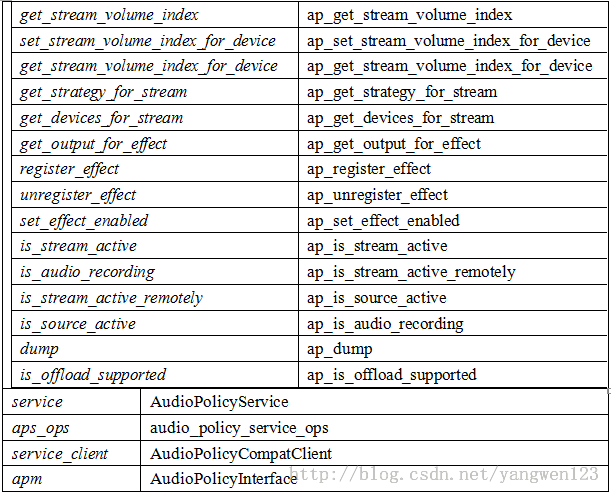 get_stream_volume_index ap_get_stream_volume_index
set_stream_volume_index_for_device ap_set_stream_volume_index_for_device
get_stream_volume_index_for_device ap_get_stream_volume_index_for_device
get_strategy_for_stream ap_get_strategy_for_stream
get_devices_for_stream ap_get_devices_for_stream
get_output_for_effect ap_get_output_for_effect
register_effect ap_register_effect
unregister_effect ap_unregister_effect
set_effect_enabled ap_set_effect_enabled
is_stream_active ap_is_stream_active
is_audio_recording ap_is_stream_active_remotely
is_stream_active_remotely ap_is_source_active
is_source_active ap_is_audio_recording
dump ap_dump
is_offload_supported ap_is_offload_supported
service AudioPolicyService
aps_ops audio_policy_service_ops
service_client AudioPolicyCompatClient
apm AudioPolicyInterface
http://blog.csdn.net/yangwen123